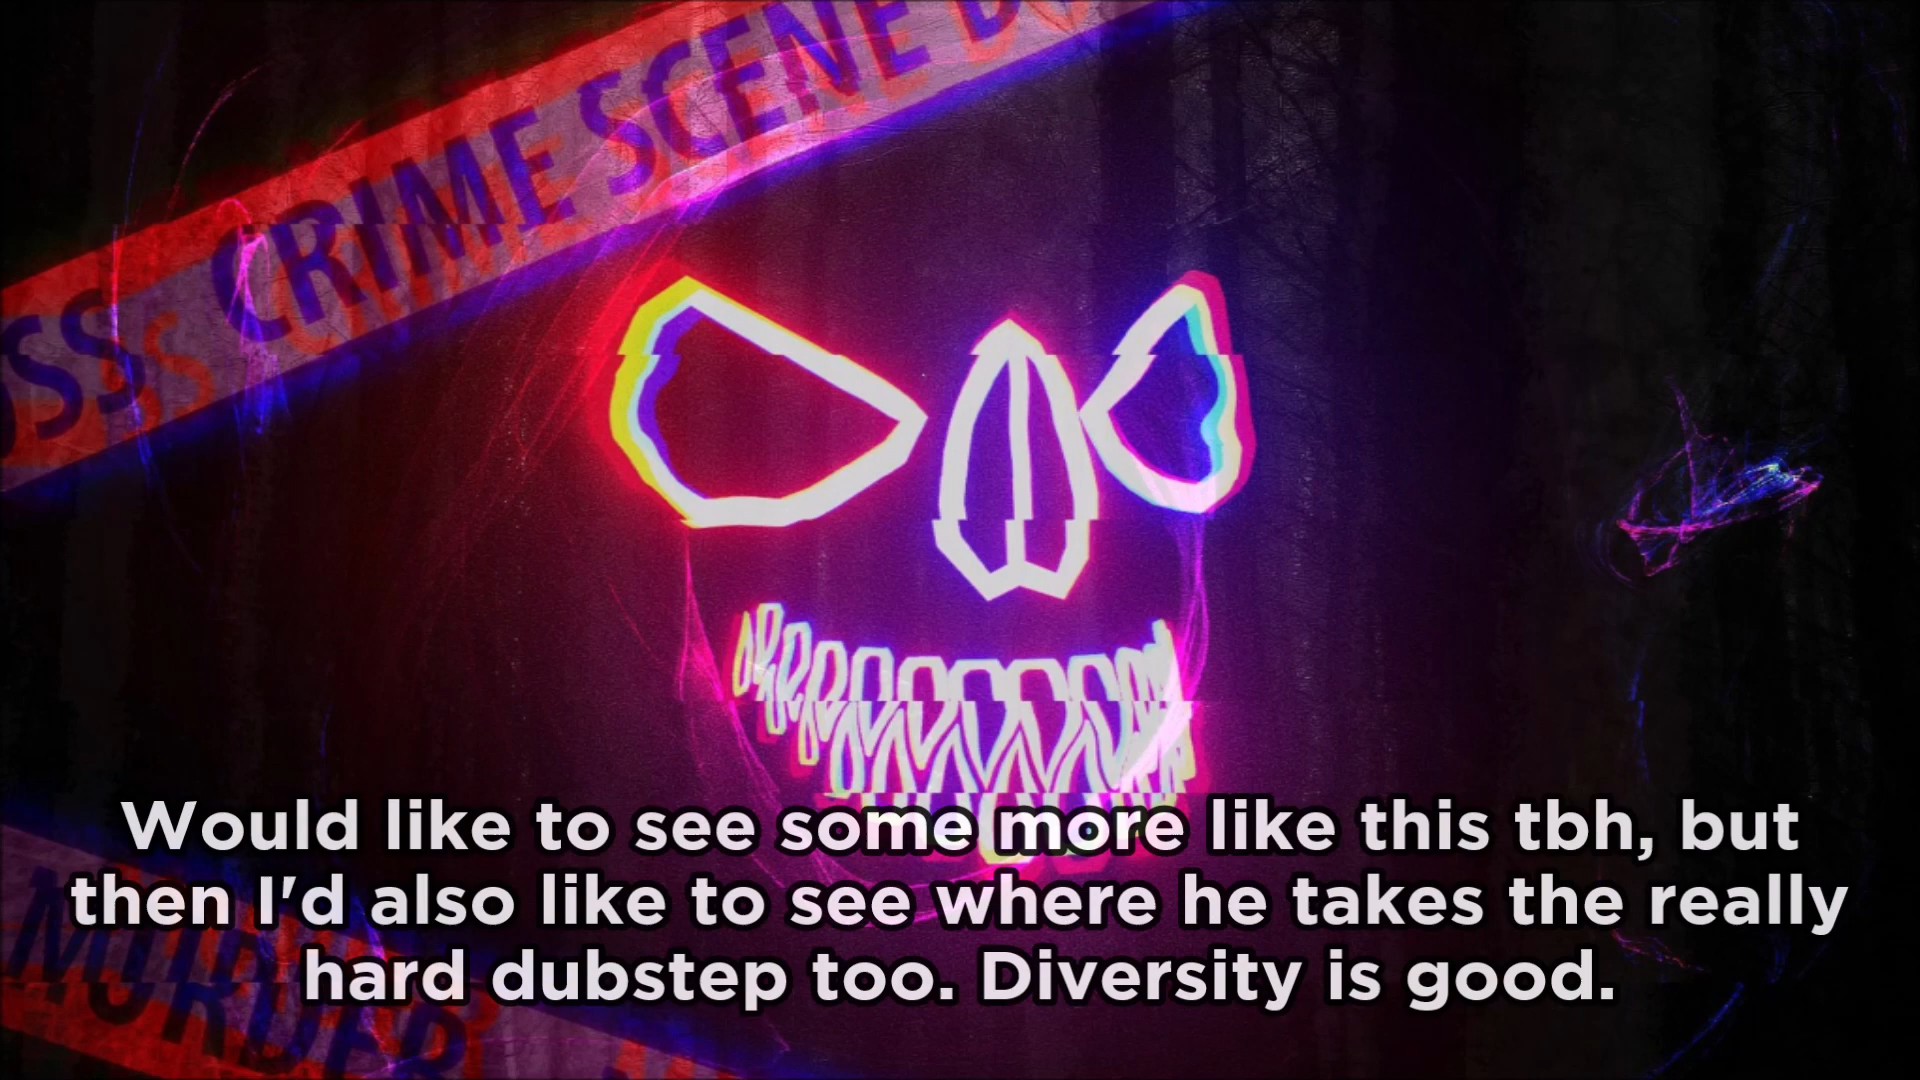 CRIME SCENE
Would like to see some more like this tbh, but
then I'd also like to see where he takes the really
hard dubstep too. Diversity is good.
MURDER